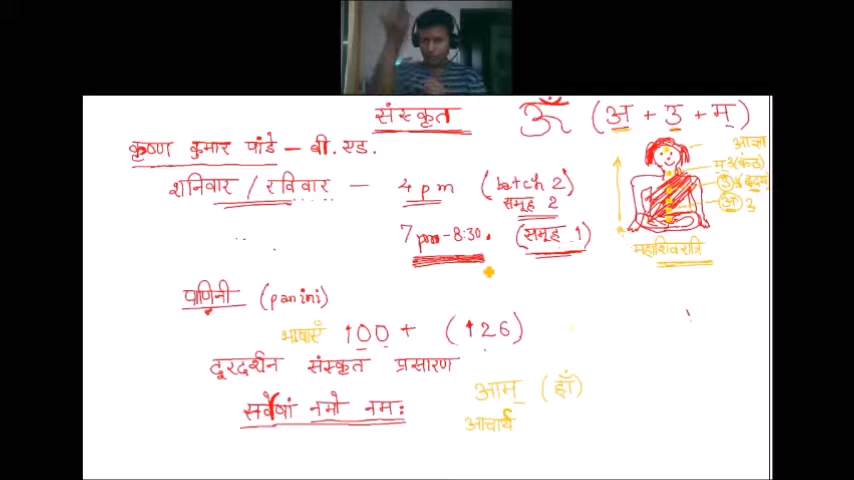 संस्कृत ॐ (अ + उ + म्)
कृष्ण कुमार पांडे – बी. एड.
आज्ञा
शनिवार / रविवार – 4 pm (batch 2)
समूह 2
म् (कंठ)
अ
7 pm - 8:30. (समूह 1)
महाशिवरात्रि
पाणिनी (panini)
भाषाएँ 100 + (126)
दूरदर्शन संस्कृत प्रसारण
सर्वेषां नमो नमः
आम् (हाँ)
आचार्य